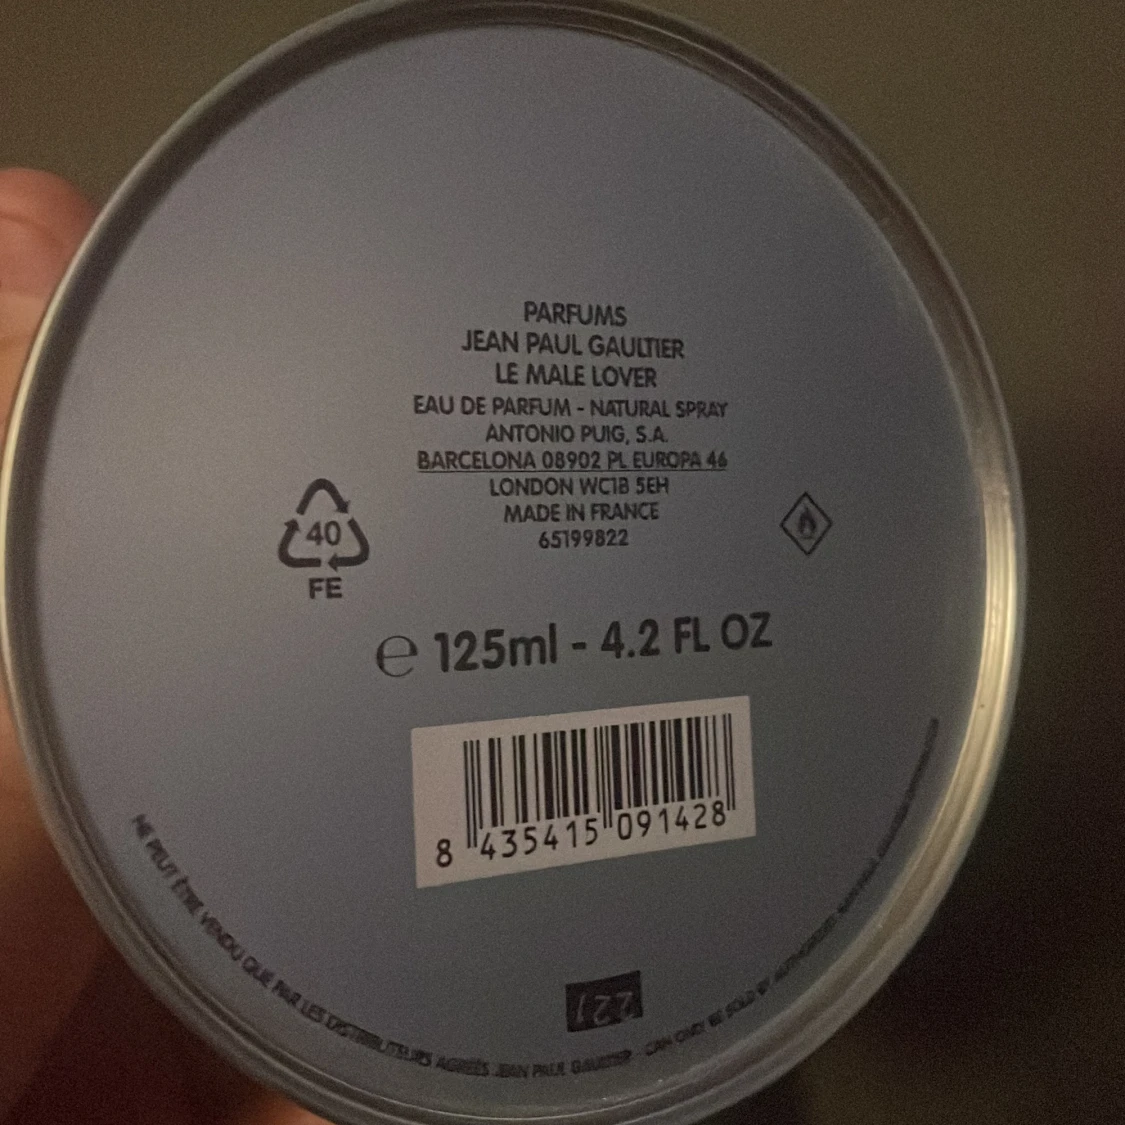 PARFUMS
JEAN PAUL GAULTIER
LE MALE LOVER
EAU DE PARFUM - NATURAL SPRAY
ANTONIO PUIG, S.A.
BARCELONA 08902 PL EUROPA 46
LONDON WC1B 5EH
MADE IN FRANCE
65199822
40
FE
e 125ml - 4.2 FL OZ
8 435415 091428
NE PEUT ÊTRE VENDU QUE PAR LES DISTRIBUTEURS AGRÉÉS JEAN PAUL GAULTIER - CAN ONLY BE SOLD BY AUTHORIZED